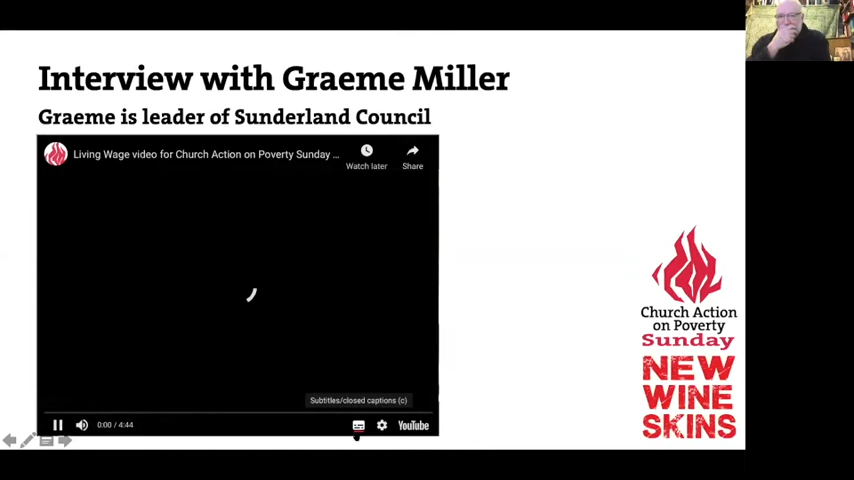 Interview with Graeme Miller
Graeme is leader of Sunderland Council
Living Wage video for Church Action on Poverty Sunday ...
Watch later
Share
Subtitles/closed captions (c)
0:00 / 4:44
YouTube
Church Action
on Poverty
Sunday
NEW
WINE
SKINS